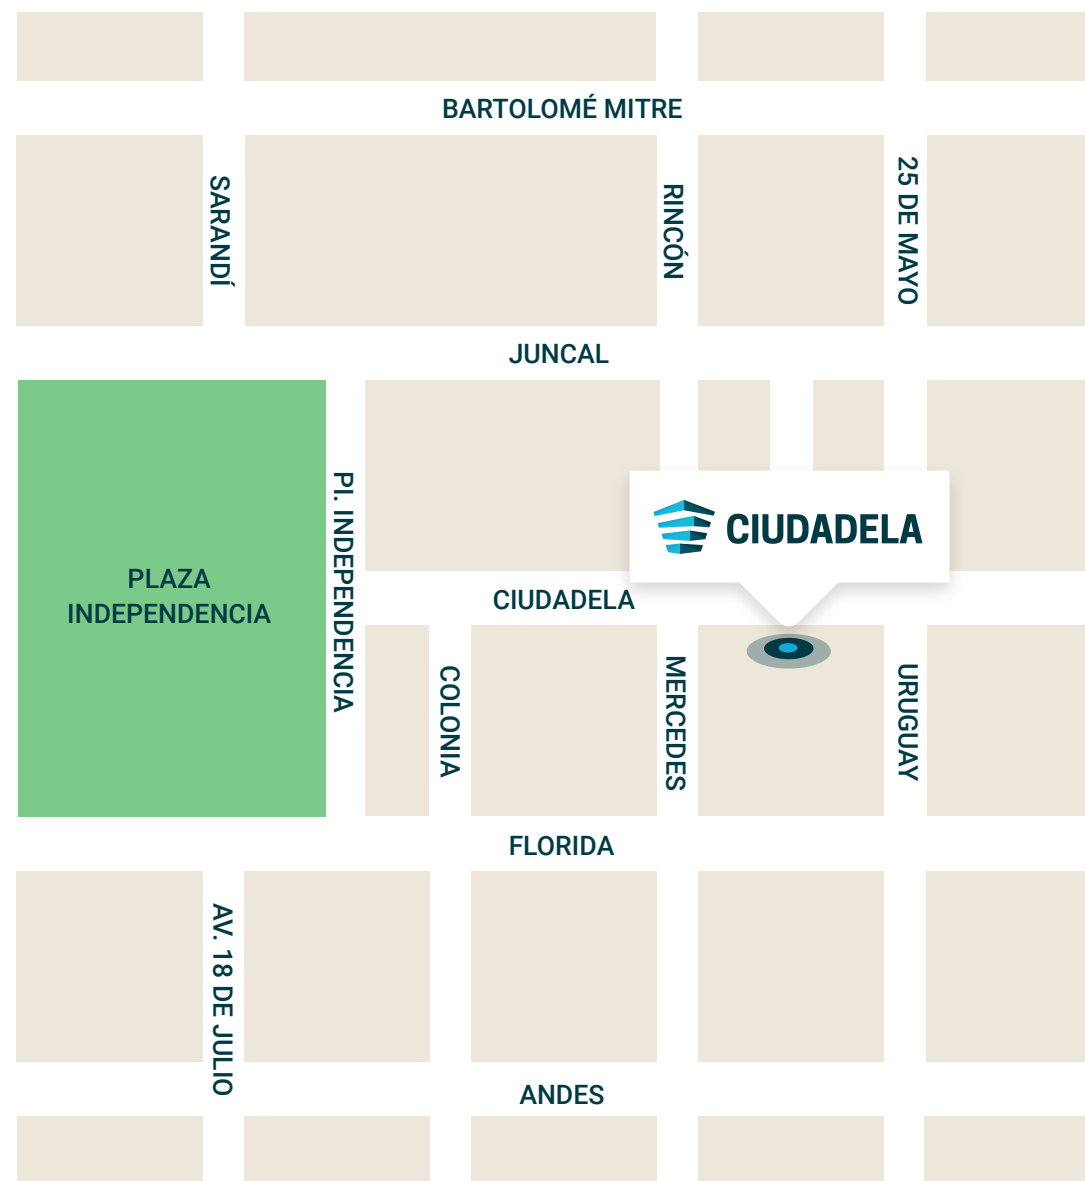 BARTOLOMÉ MITRE
SARANDÍ
RINCÓN
25 DE MAYO
JUNCAL
PI. INDEPENDENCIA
CIUDADELA
PLAZA
INDEPENDENCIA
CIUDADELA
COLONIA
MERCEDES
URUGUAY
FLORIDA
AV. 18 DE JULIO
ANDES